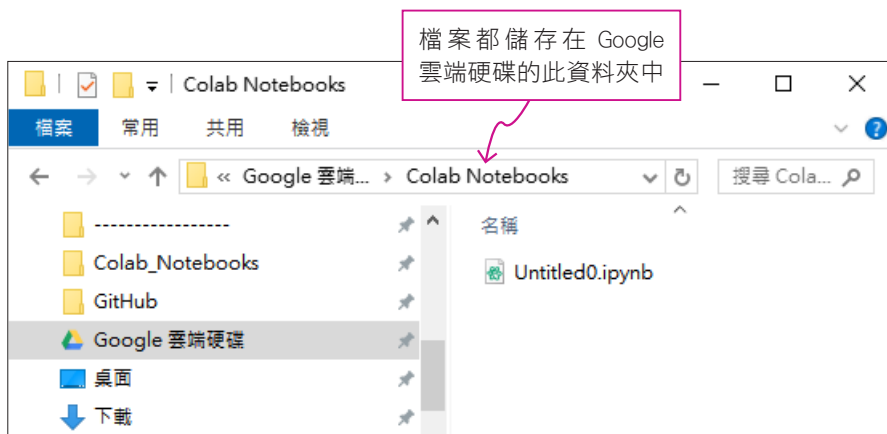 檔案都儲存在 Google
雲端硬碟的此資料夾中
Colab Notebooks
檔案 常用 共用 檢視
« Google 雲端... › Colab Notebooks 搜尋 Cola...
-----------------
名稱
Colab_Notebooks
Untitled0.ipynb
GitHub
Google 雲端硬碟
桌面
下載